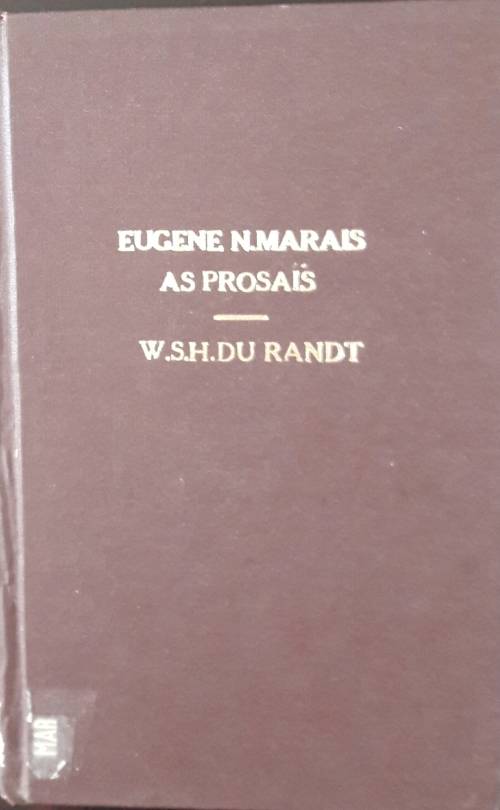 EUGENE N.MARAIS
AS PROSAÏS
W.S.H.DU RANDT
MAR